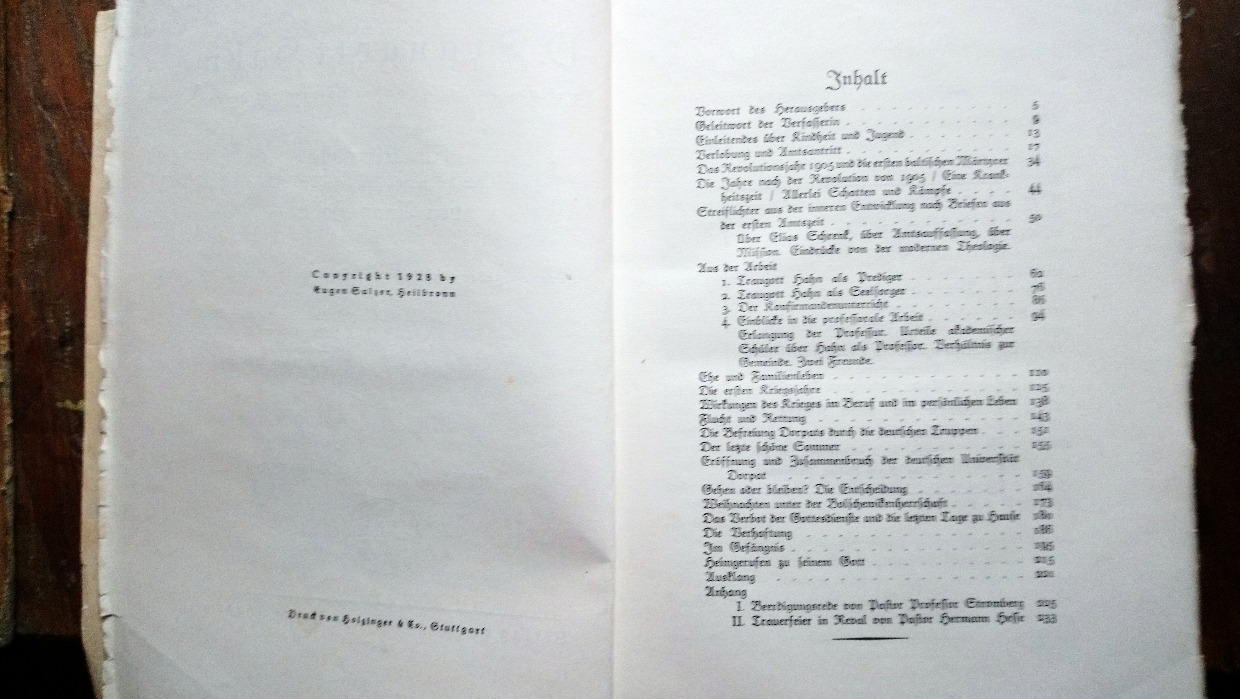 Copyright 1928 by
Eugen Salzer, Heilbronn
Druck von Holzinger & Co., Stuttgart
Inhalt
Vorwort des Herausgebers 5
Geleitwort der Verfasserin 9
Einleitendes über Kindheit und Jugend 13
Verlobung und Amtsantritt 17
Das Revolutionsjahr 1905 und die ersten baltischen Märtyrer 34
Die Jahre nach der Revolution von 1905 / Eine Krank-
heitszeit / Allerlei Schatten und Kämpfe 44
Streiflichter aus der inneren Entwicklung nach Briefen aus
der ersten Amtszeit 50
Über Elias Schrenk, über Amtsauffassung, über
Mission. Eindrücke von der modernen Theologie.
Aus der Arbeit
1. Traugott Hahn als Prediger 62
2. Traugott Hahn als Seelsorger 76
3. Der Konfirmandenunterricht 86
4. Einblicke in die professorale Arbeit 94
Erlangung der Professur. Urteile akademischer
Schüler über Hahn als Professor. Verhältnis zur
Gemeinde. Zwei Freunde.
Ehe und Familienleben 110
Die ersten Kriegsjahre 125
Wirkungen des Krieges im Beruf und im persönlichen Leben 138
Flucht und Rettung 143
Die Befreiung Dorpats durch die deutschen Truppen 151
Der letzte schöne Sommer 155
Eröffnung und Zusammenbruch der deutschen Universität
Dorpat 159
Gehen oder bleiben? Die Entscheidung 164
Weihnachten unter der Bolschewikenherrschaft 173
Das Verbot der Gottesdienste und die letzten Tage zu Hause 180
Die Verhaftung 186
Im Gefängnis 195
Heimgerufen zu seinem Gott 215
Ausklang 221
Anhang
I. Beerdigungsrede von Pastor Professor Stromberg 225
II. Trauerfeier in Reval von Pastor Hermann Hesse 233